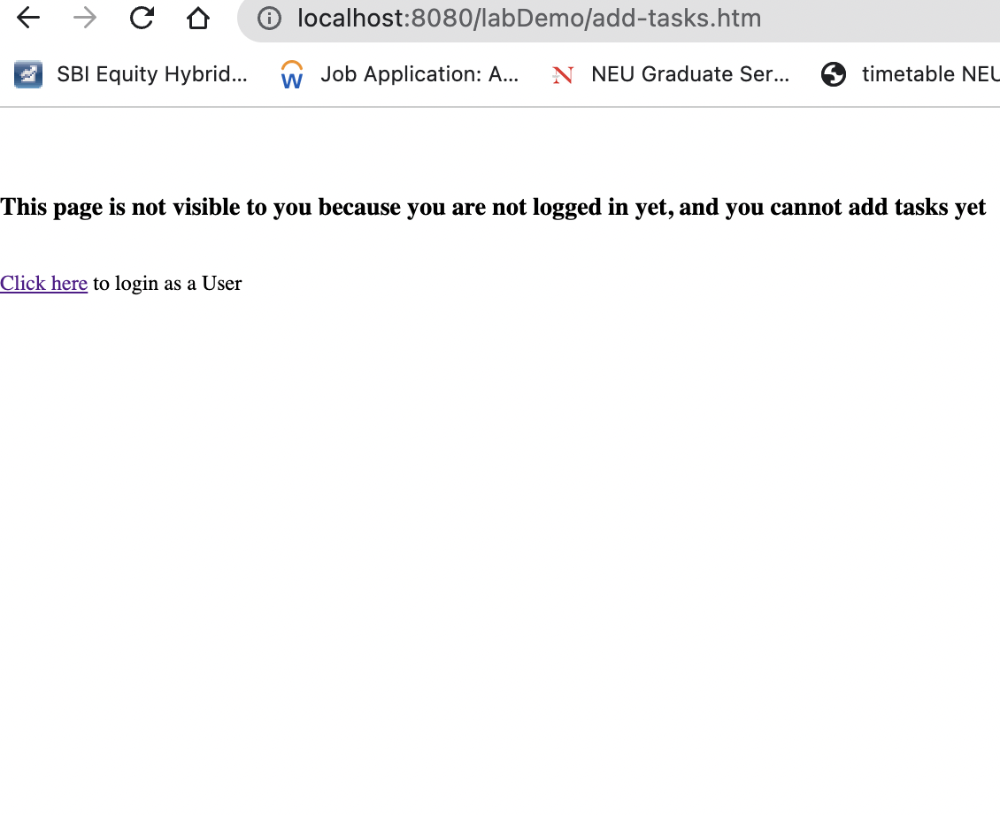 localhost:8080/labDemo/add-tasks.htm
SBI Equity Hybrid... Job Application: A... NEU Graduate Ser... timetable NEU
This page is not visible to you because you are not logged in yet, and you cannot add tasks yet
Click here to login as a User